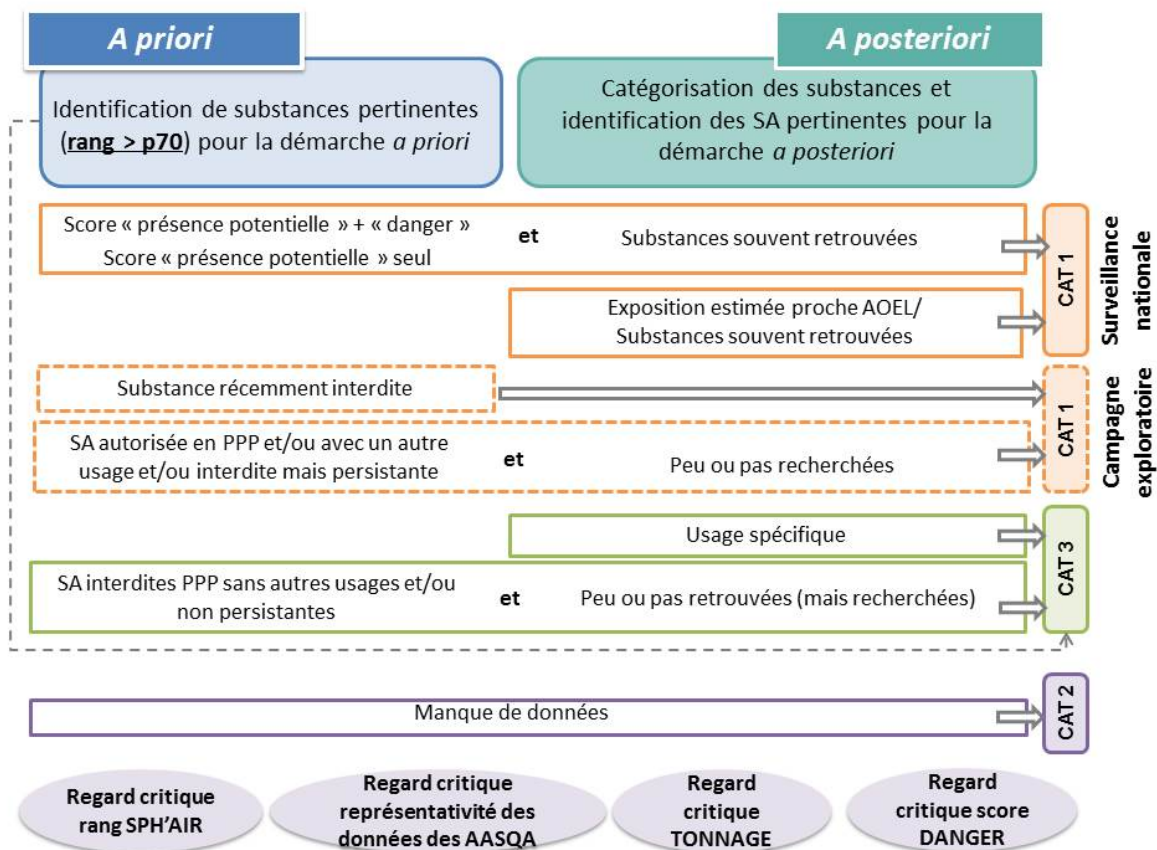 A priori
A posteriori
Identification de substances pertinentes
(rang > p70) pour la démarche a priori
Catégorisation des substances et
identification des SA pertinentes pour la
démarche a posteriori
Score « présence potentielle » + « danger »
Score « présence potentielle » seul
et
Substances souvent retrouvées
Exposition estimée proche AOEL/
Substances souvent retrouvées
CAT 1
Surveillance
nationale
Substance récemment interdite
SA autorisée en PPP et/ou avec un autre
usage et/ou interdite mais persistante
et
Peu ou pas recherchées
CAT 1
Campagne
exploratoire
Usage spécifique
SA interdites PPP sans autres usages et/ou
non persistantes
et
Peu ou pas retrouvées (mais recherchées)
CAT 3
Manque de données
CAT 2
Regard critique
rang SPH'AIR
Regard critique
représentativité des
données des AASQA
Regard
critique
TONNAGE
Regard
critique score
DANGER